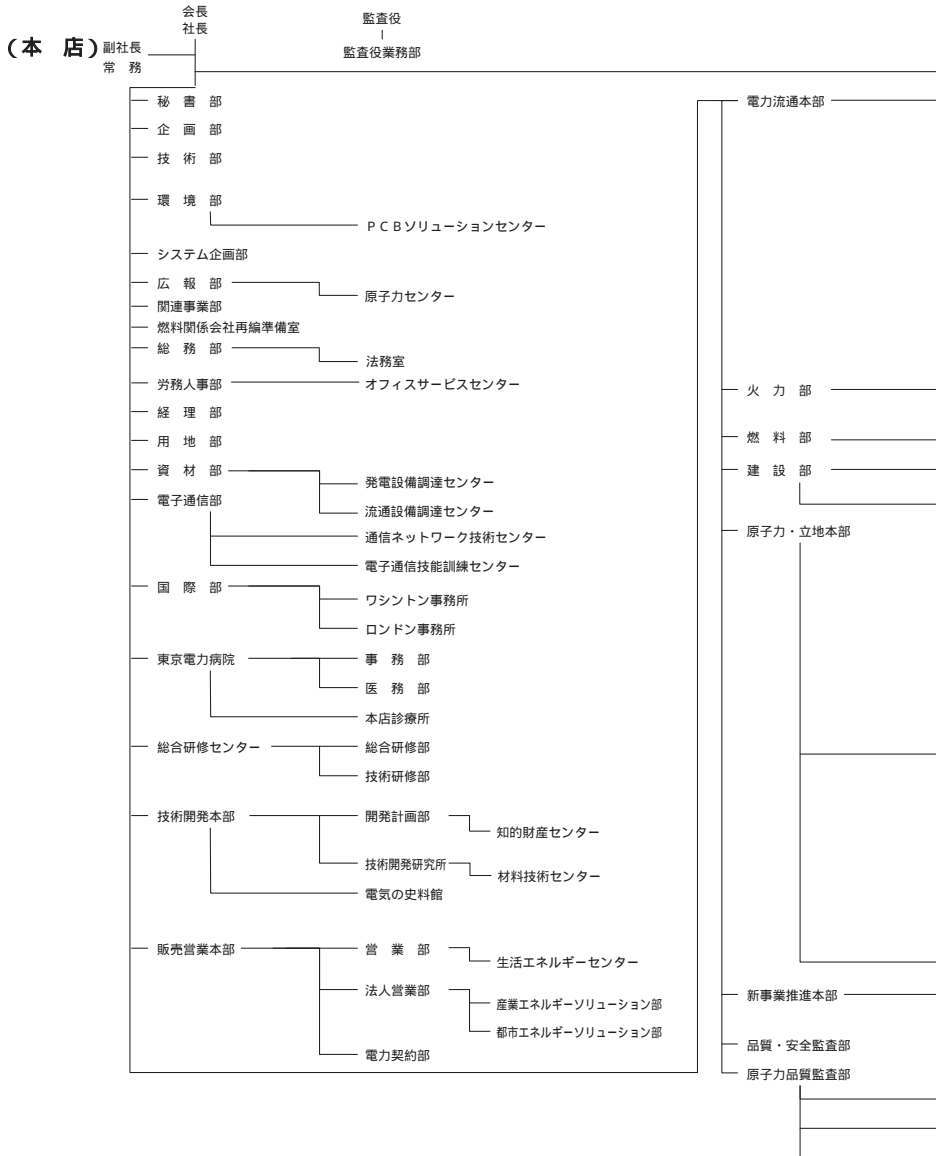 会長
社長
(本　店)
副社長
常　務
監査役
監査役業務部
秘　書　部
企　画　部
技　術　部
環　境　部
ＰＣＢソリューションセンター
システム企画部
広　報　部
原子力センター
関連事業部
燃料関係会社再編準備室
総　務　部
法務室
労務人事部
オフィスサービスセンター
経　理　部
用　地　部
資　材　部
発電設備調達センター
流通設備調達センター
電子通信部
通信ネットワーク技術センター
電子通信技能訓練センター
国　際　部
ワシントン事務所
ロンドン事務所
東京電力病院
事　務　部
医　務　部
本店診療所
総合研修センター
総合研修部
技術研修部
技術開発本部
開発計画部
知的財産センター
技術開発研究所
材料技術センター
電気の史料館
販売営業本部
営　業　部
生活エネルギーセンター
法人営業部
産業エネルギーソリューション部
都市エネルギーソリューション部
電力契約部
電力流通本部
火　力　部
燃　料　部
建　設　部
原子力・立地本部
新事業推進本部
品質・安全監査部
原子力品質監査部